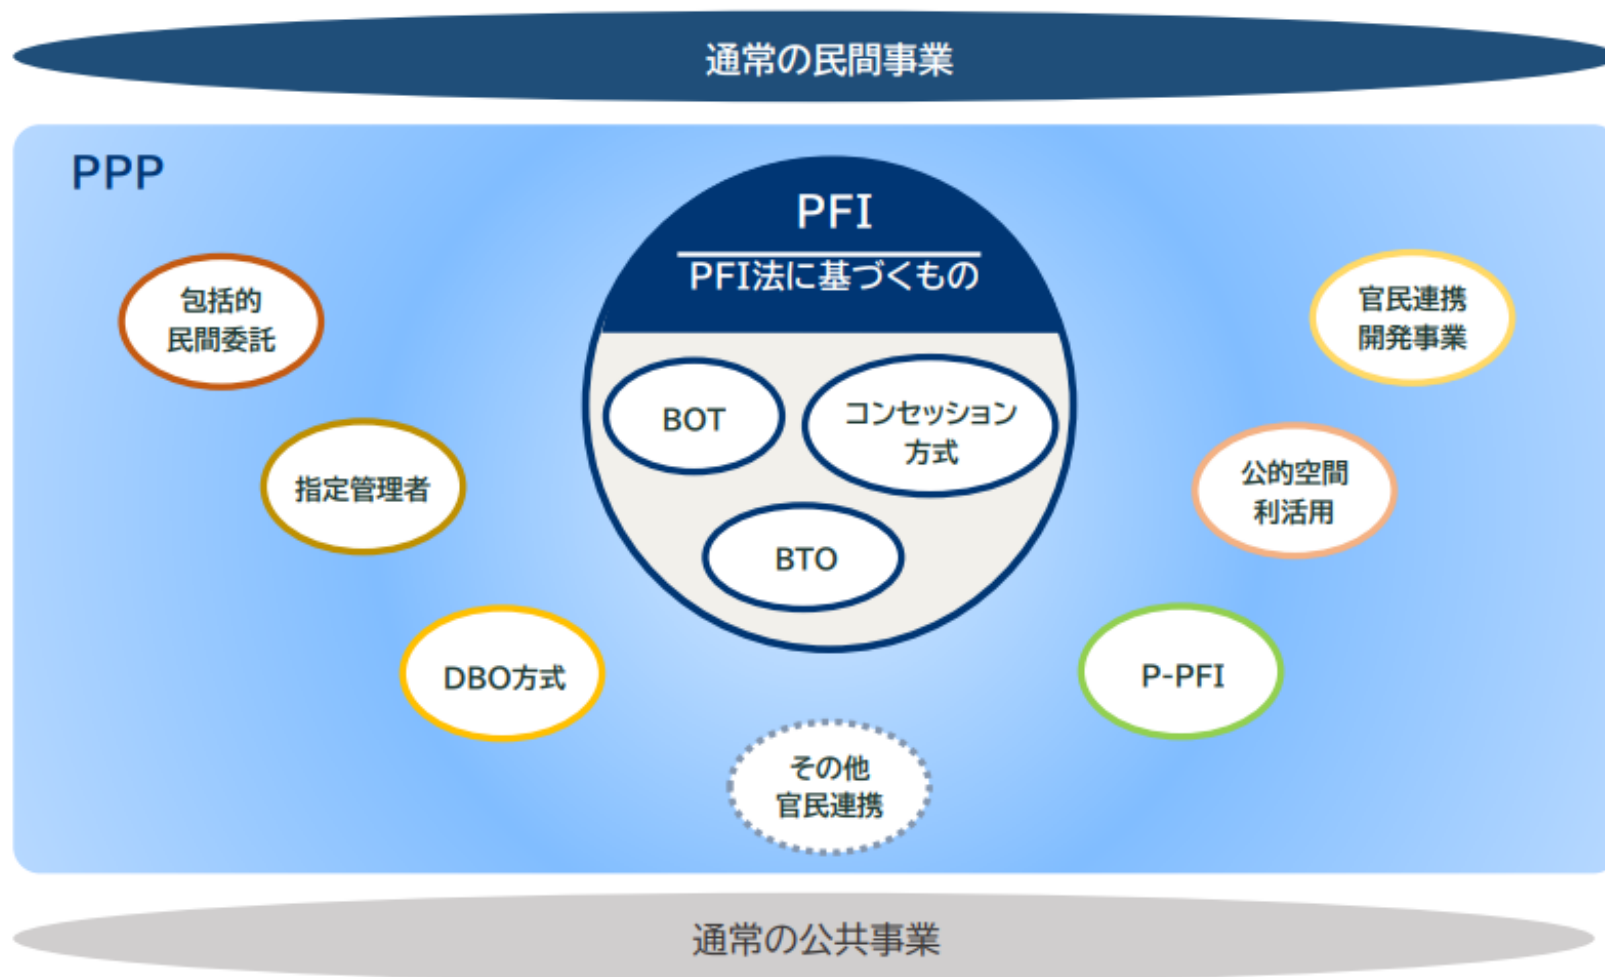 通常の民間事業
PPP
PFI
PFI法に基づくもの
包括的
民間委託
官民連携
開発事業
BOT
コンセッション
方式
指定管理者
公的空間
利活用
BTO
DBO方式
P-PFI
その他
官民連携
通常の公共事業